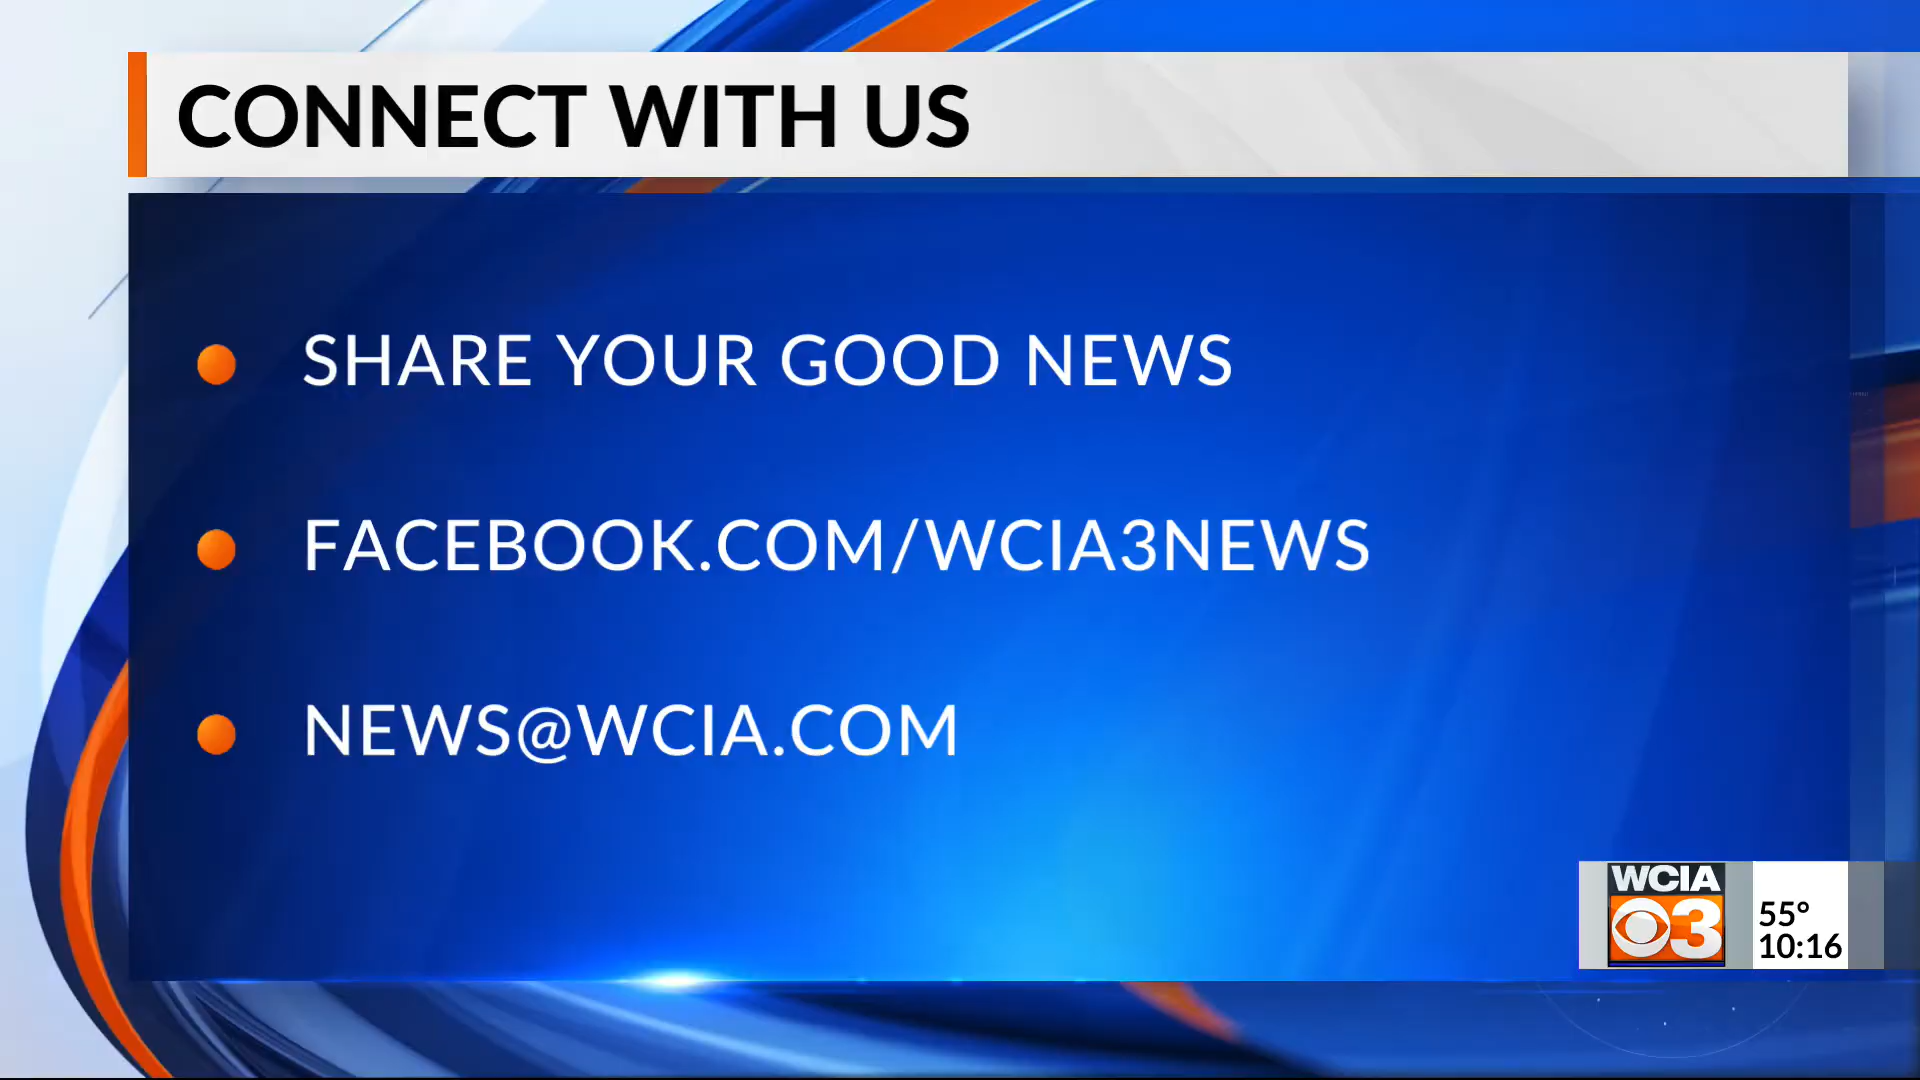 CONNECT WITH US
SHARE YOUR GOOD NEWS
FACEBOOK.COM/WCIA3NEWS
NEWS@WCIA.COM
WCIA
3
55°
10:16